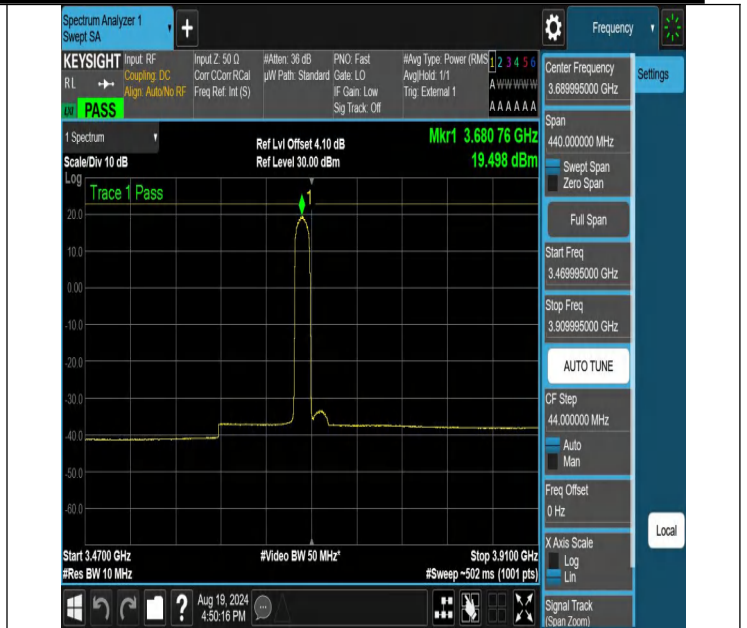 Spectrum Analyzer 1
Swept SA
+
Frequency
KEYSIGHT
RL
PASS
Input: RF
Coupling: DC
Align: Auto/No RF
Input Z: 50 Ω
Corr CCorr RCal
Freq Ref: Int (S)
#Atten: 36 dB
µW Path: Standard
PNO: Fast
Gate: LO
IF Gain: Low
Sig Track: Off
#Avg Type: Power (RMS
Avg|Hold: 1/1
Trig: External 1
1 2 3 4 5 6
A W W W W W
A A A A A A
Center Frequency
3.689995000 GHz
Settings
1 Spectrum
Scale/Div 10 dB
Ref Lvl Offset 4.10 dB
Ref Level 30.00 dBm
Mkr1 3.680 76 GHz
19.498 dBm
Span
440.000000 MHz
Swept Span
Zero Span
Full Span
Start Freq
3.469995000 GHz
Stop Freq
3.909995000 GHz
AUTO TUNE
CF Step
44.000000 MHz
Auto
Man
Freq Offset
0 Hz
X Axis Scale
Log
Lin
Signal Track
(Span Zoom)
Local
Log
Trace 1 Pass
1
20.0
10.0
0.00
-10.0
-20.0
-30.0
-40.0
-50.0
-60.0
Start 3.4700 GHz
#Res BW 10 MHz
#Video BW 50 MHz*
Stop 3.9100 GHz
#Sweep ~502 ms (1001 pts)
?
Aug 19, 2024
4:50:16 PM